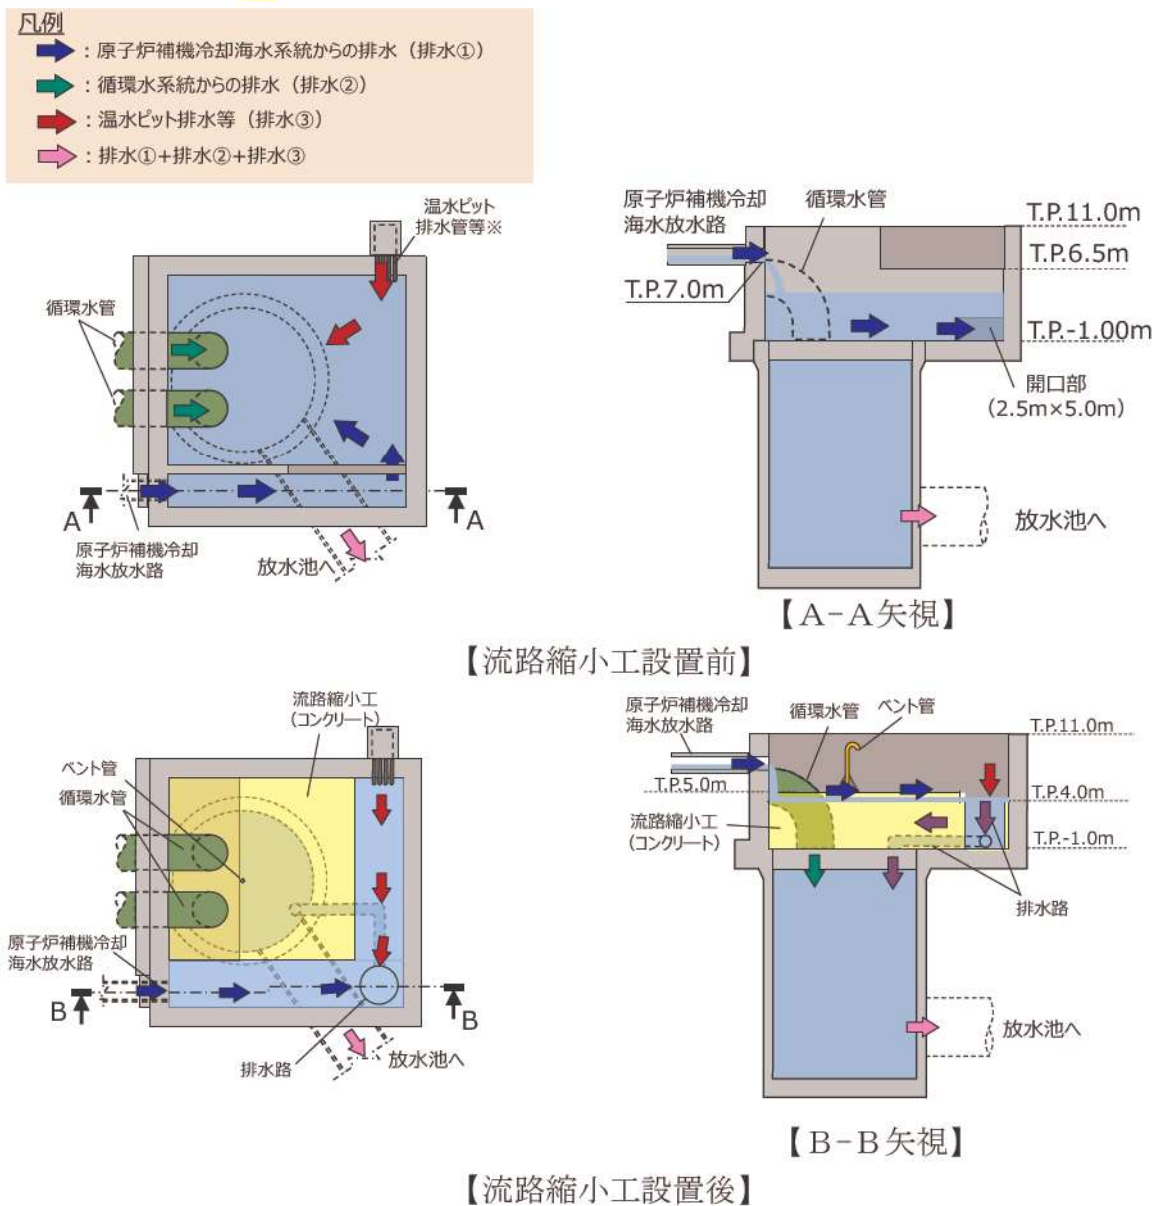 凡例
：原子炉補機冷却海水系統からの排水（排水①）
：循環水系統からの排水（排水②）
：温水ピット排水等（排水③）
：排水①+排水②+排水③
温水ピット
排水管等※
循環水管
A
A
原子炉補機冷却
海水放水路
放水池へ
原子炉補機冷却
海水放水路
循環水管
T.P.11.0m
T.P.6.5m
T.P.7.0m
T.P.-1.00m
開口部
（2.5m×5.0m）
放水池へ
【A-A矢視】
【流路縮小工設置前】
流路縮小工
（コンクリート）
ベント管
循環水管
原子炉補機冷却
海水放水路
B
B
排水路
放水池へ
原子炉補機冷却
海水放水路
循環水管
ベント管
T.P.11.0m
T.P.5.0m
T.P.4.0m
流路縮小工
（コンクリート）
T.P.-1.0m
排水路
放水池へ
【B-B矢視】
【流路縮小工設置後】